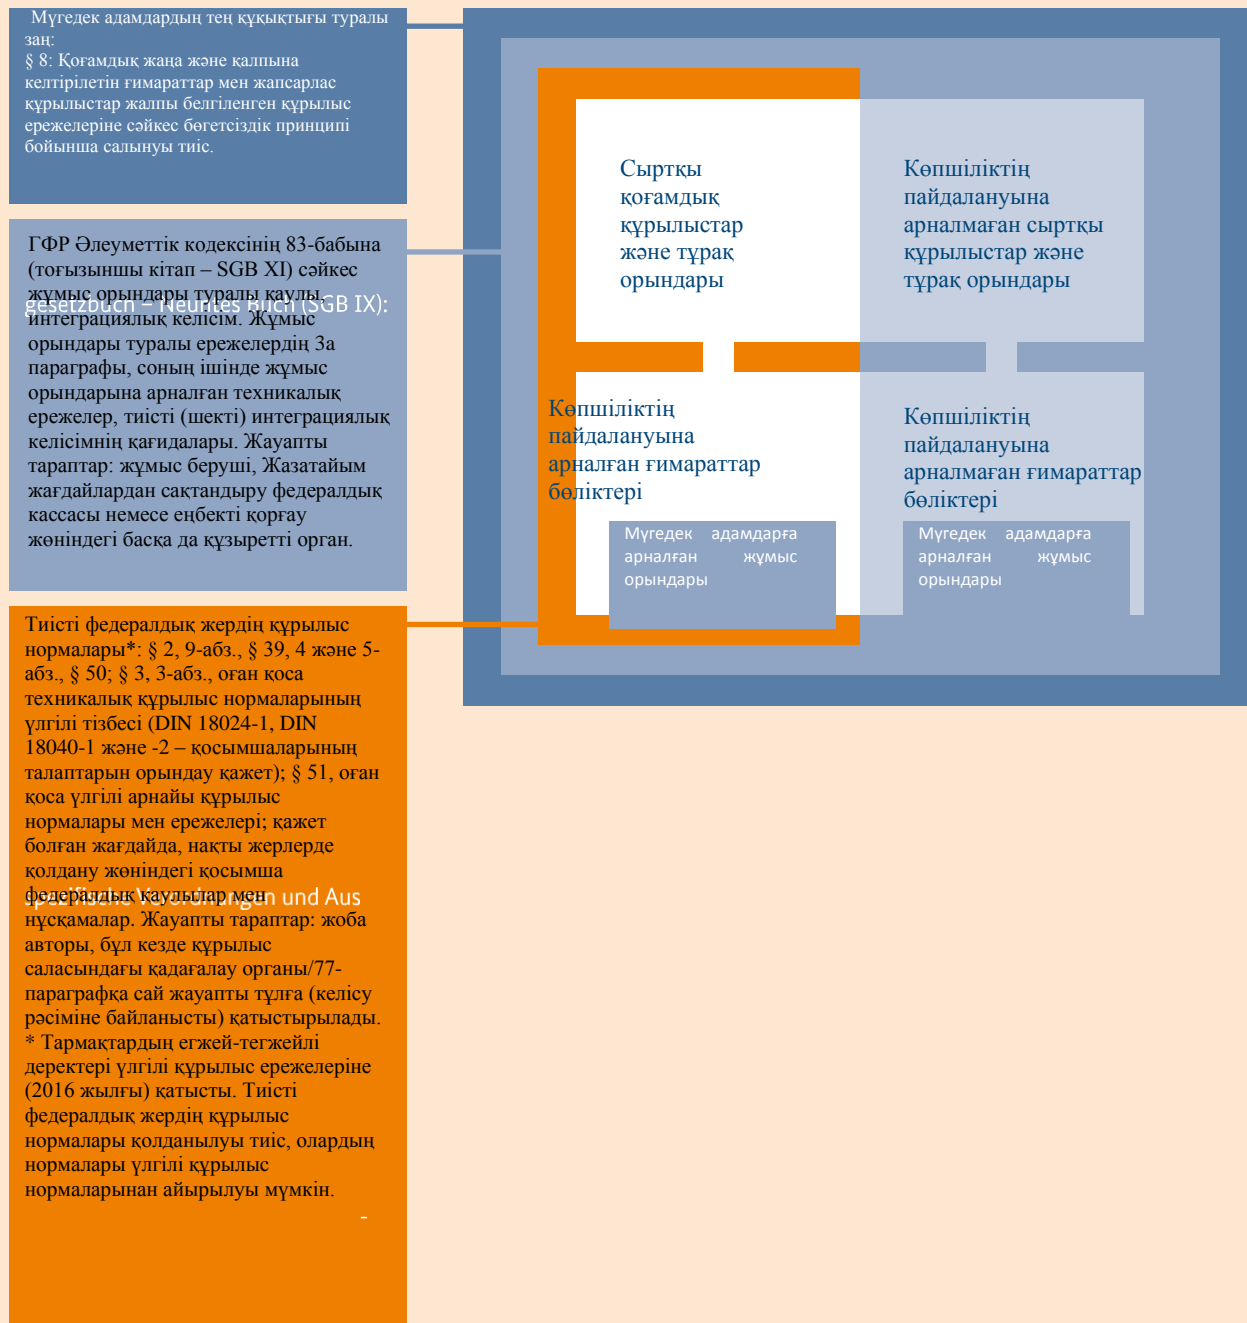 Мүгедек адамдардың тең құқықтығы туралы
заң:
§ 8: Қоғамдық жаңа және қалпына
келтірілетін ғимараттар мен жапсарлас
құрылыстар жалпы белгіленген құрылыс
ережелеріне сәйкес бөгетсіздік принципі
бойынша салынуы тиіс.
ГФР Әлеуметтік кодексінің 83-бабына
(тоғызыншы кітап – SGB XI) сәйкес
жұмыс орындары туралы қаулы,
gesetzbuch – Neuntes Buch (SGB IX):
интеграциялық келісім. Жұмыс
орындары туралы ережелердің 3а
параграфы, соның ішінде жұмыс
орындарына арналған техникалық
ережелер, тиісті (шекті) интеграциялық
келісімнің қағидалары. Жауапты
тараптар: жұмыс беруші, Жазатайым
жағдайлардан сақтандыру федералдық
кассасы немесе еңбекті қорғау
жөніндегі басқа да құзыретті орган.
Тиісті федералдық жердің құрылыс
нормалары*: § 2, 9-абз., § 39, 4 және 5-
абз., § 50; § 3, 3-абз., оған қоса
техникалық құрылыс нормаларының
үлгілі тізбесі (DIN 18024-1, DIN
18040-1 және -2 – қосымшаларының
талаптарын орындау қажет); § 51, оған
қоса үлгілі арнайы құрылыс
нормалары мен ережелері; қажет
болған жағдайда, нақты жерлерде
қолдану жөніндегі қосымша
федералдық қаулылар мен
spezifische Verordnungen und Aus
нұсқамалар. Жауапты тараптар: жоба
авторы, бұл кезде құрылыс
саласындағы қадағалау органы/77-
параграфқа сай жауапты тұлға (келісу
рәсіміне байланысты) қатыстырылады.
* Тармақтардың егжей-тегжейлі
деректері үлгілі құрылыс ережелеріне
(2016 жылғы) қатысты. Тиісті
федералдық жердің құрылыс
нормалары қолданылуы тиіс, олардың
нормалары үлгілі құрылыс
нормаларынан айырылуы мүмкін.
-
Сыртқы
қоғамдық
құрылыстар
және тұрақ
орындары
Көпшіліктің
пайдалануына
арналмаған сыртқы
құрылыстар және
тұрақ орындары
Көпшіліктің
пайдалануына
арналған ғимараттар
бөліктері
Көпшіліктің
пайдалануына
арналмаған ғимараттар
бөліктері
Мүгедек адамдарға
арналған жұмыс
орындары
Мүгедек адамдарға
арналған жұмыс
орындары